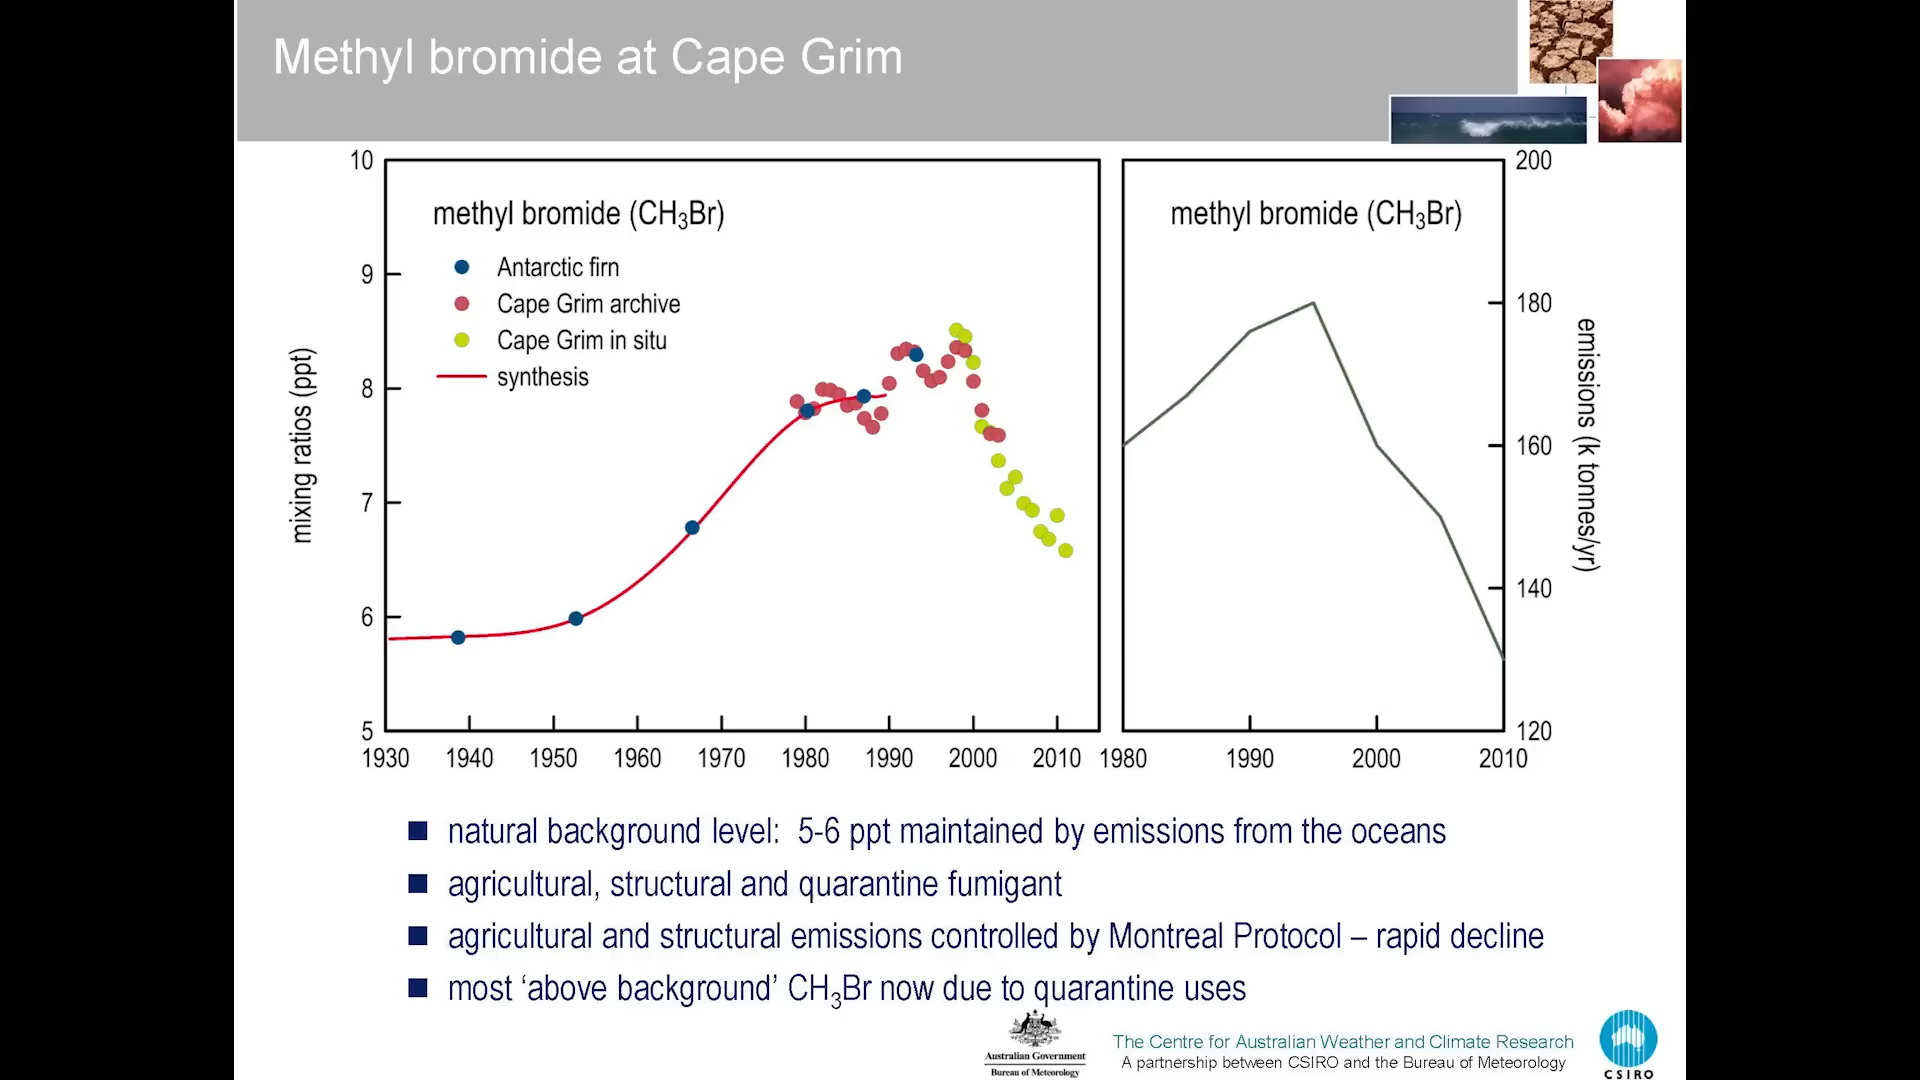 Methyl bromide at Cape Grim
10
9
8
7
6
5
mixing ratios (ppt)
methyl bromide (CH₃Br)
Antarctic firn
Cape Grim archive
Cape Grim in situ
synthesis
1930 1940 1950 1960 1970 1980 1990 2000 2010
methyl bromide (CH₃Br)
200
180
160
140
120
emissions (k tonnes/yr)
1980 1990 2000 2010
natural background level: 5-6 ppt maintained by emissions from the oceans
agricultural, structural and quarantine fumigant
agricultural and structural emissions controlled by Montreal Protocol – rapid decline
most ‘above background’ CH₃Br now due to quarantine uses
Australian Government
Bureau of Meteorology
The Centre for Australian Weather and Climate Research
A partnership between CSIRO and the Bureau of Meteorology
CSIRO